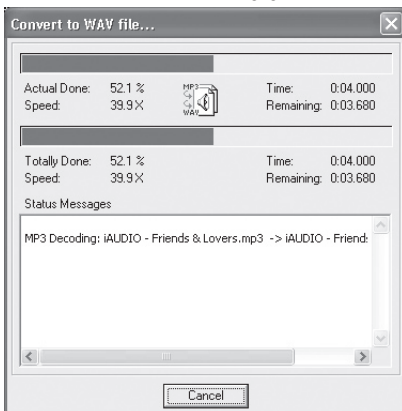 Convert to WAV file...
Actual Done: 52.1 % MP3 Time: 0:04.000
Speed: 39.9X WAV Remaining: 0:03.680
Totally Done: 52.1 % Time: 0:04.000
Speed: 39.9X Remaining: 0:03.680
Status Messages
MP3 Decoding: iAUDIO - Friends & Lovers.mp3 -> iAUDIO - Friend
Cancel